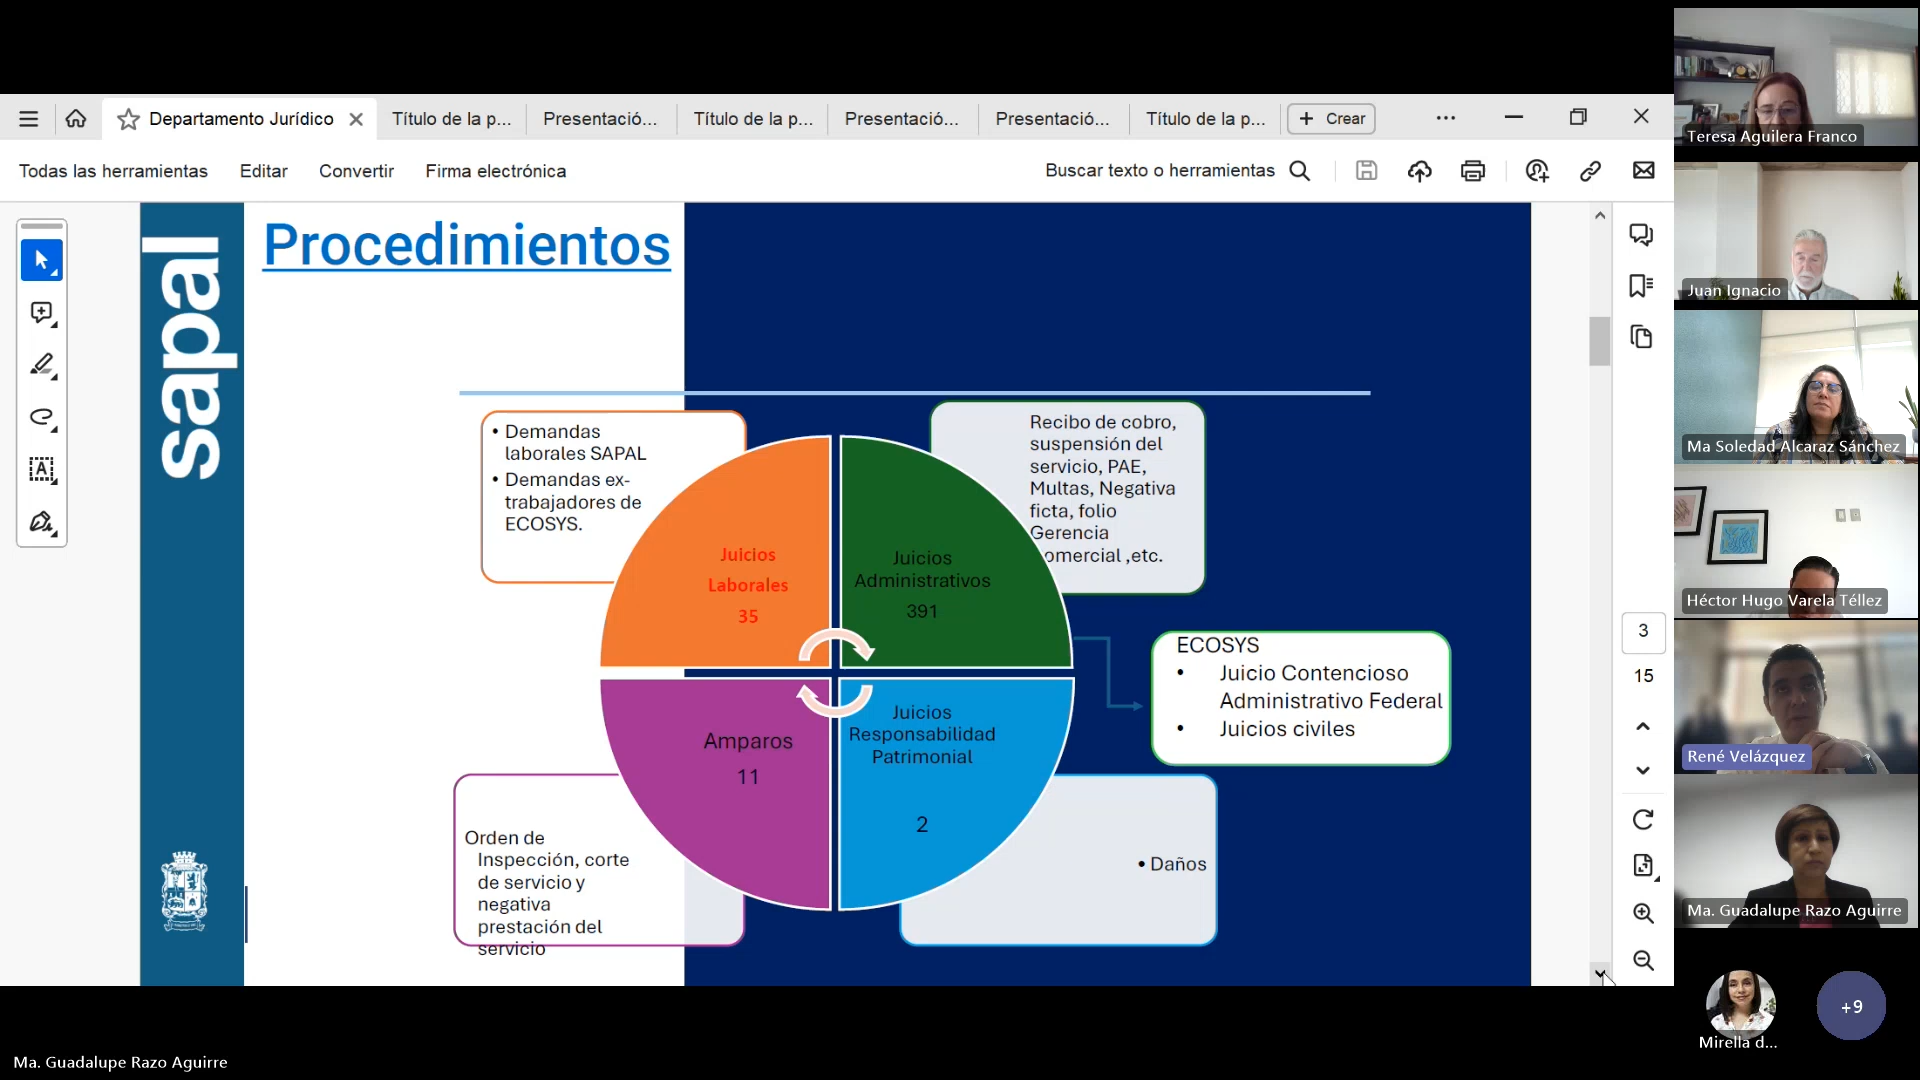 Departamento Jurídico
Título de la p...
Presentació...
Título de la p...
Presentació...
Presentació...
Título de la p...
Crear
Todas las herramientas
Editar
Convertir
Firma electrónica
Buscar texto o herramientas
sapal
Procedimientos
• Demandas
laborales SAPAL
• Demandas ex-
trabajadores de
ECOSYS.
Juicios
Laborales
35
Recibo de cobro,
suspensión del
servicio, PAE,
Multas, Negativa
ficta, folio
Gerencia
omercial ,etc.
Juicios
Administrativos
391
ECOSYS
• Juicio Contencioso
Administrativo Federal
• Juicios civiles
Amparos
11
Orden de
Inspección, corte
de servicio y
negativa
prestación del
servicio
Juicios
Responsabilidad
Patrimonial
2
• Daños
3
15
Teresa Aguilera Franco
Juan Ignacio
Ma Soledad Alcaraz Sánchez
Héctor Hugo Varela Téllez
René Velázquez
Ma. Guadalupe Razo Aguirre
Mirella d...
+9
Ma. Guadalupe Razo Aguirre